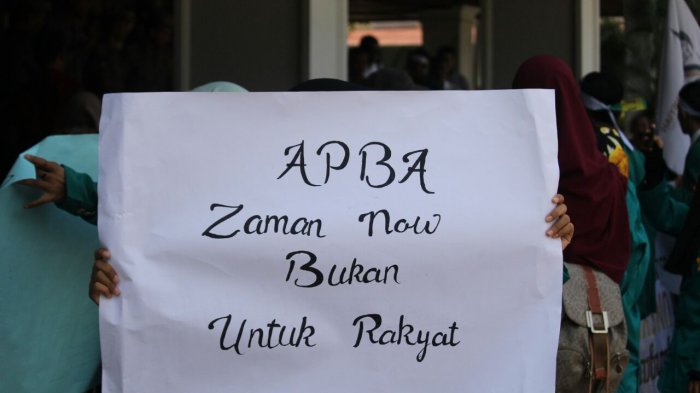 APBA
Zaman Now
Bukan
Untuk Rakyat